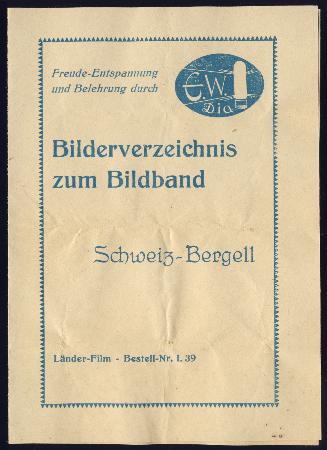 Freude-Entspannung
und Belehrung durch
E.W.
Dia
Bilderverzeichnis
zum Bildband
Schweiz-Bergell
Länder-Film - Bestell-Nr. L 39